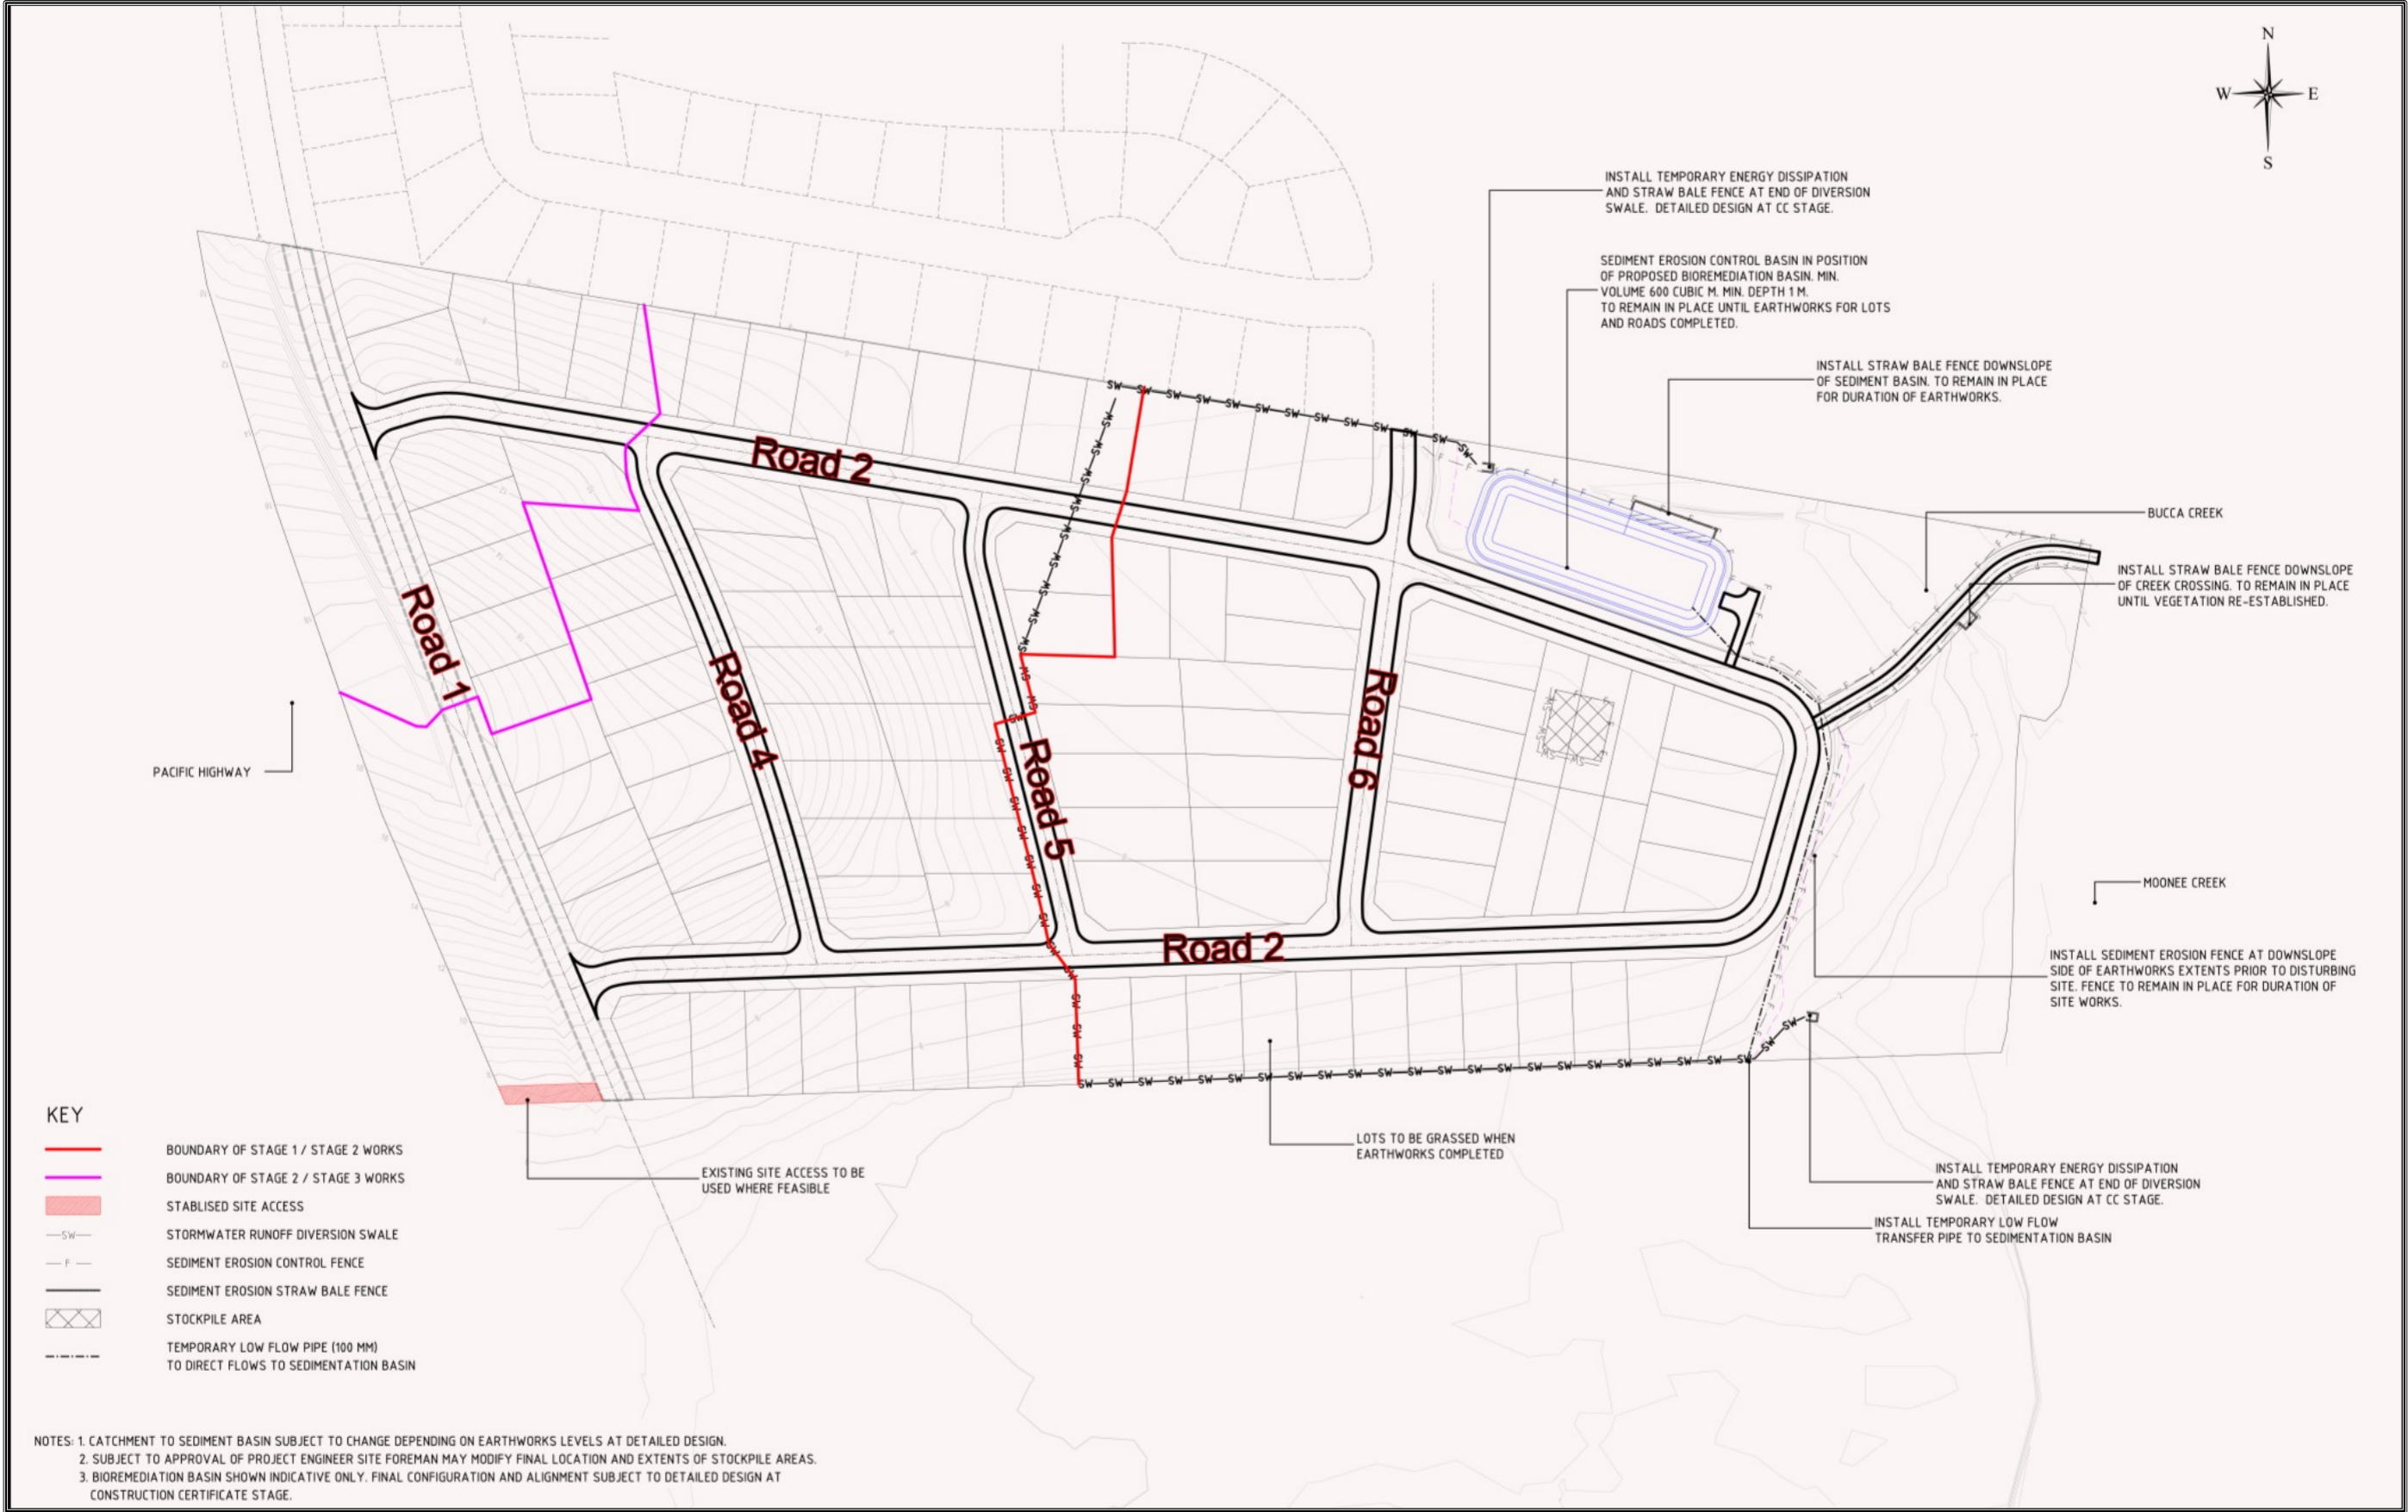 N
W
E
S
INSTALL TEMPORARY ENERGY DISSIPATION
AND STRAW BALE FENCE AT END OF DIVERSION
SWALE. DETAILED DESIGN AT CC STAGE.
SEDIMENT EROSION CONTROL BASIN IN POSITION
OF PROPOSED BIOREMEDIATION BASIN. MIN.
VOLUME 600 CUBIC M. MIN. DEPTH 1 M.
TO REMAIN IN PLACE UNTIL EARTHWORKS FOR LOTS
AND ROADS COMPLETED.
INSTALL STRAW BALE FENCE DOWNSLOPE
OF SEDIMENT BASIN. TO REMAIN IN PLACE
FOR DURATION OF EARTHWORKS.
BUCCA CREEK
INSTALL STRAW BALE FENCE DOWNSLOPE
OF CREEK CROSSING. TO REMAIN IN PLACE
UNTIL VEGETATION RE-ESTABLISHED.
Road 2
Road 1
Road 4
Road 5
Road 6
Road 2
PACIFIC HIGHWAY
MOONEE CREEK
INSTALL SEDIMENT EROSION FENCE AT DOWNSLOPE
SIDE OF EARTHWORKS EXTENTS PRIOR TO DISTURBING
SITE. FENCE TO REMAIN IN PLACE FOR DURATION OF
SITE WORKS.
LOTS TO BE GRASSED WHEN
EARTHWORKS COMPLETED
EXISTING SITE ACCESS TO BE
USED WHERE FEASIBLE
INSTALL TEMPORARY ENERGY DISSIPATION
AND STRAW BALE FENCE AT END OF DIVERSION
SWALE. DETAILED DESIGN AT CC STAGE.
INSTALL TEMPORARY LOW FLOW
TRANSFER PIPE TO SEDIMENTATION BASIN
KEY
BOUNDARY OF STAGE 1 / STAGE 2 WORKS
BOUNDARY OF STAGE 2 / STAGE 3 WORKS
STABLISED SITE ACCESS
SW STORMWATER RUNOFF DIVERSION SWALE
F SEDIMENT EROSION CONTROL FENCE
SEDIMENT EROSION STRAW BALE FENCE
STOCKPILE AREA
TEMPORARY LOW FLOW PIPE (100 MM)
TO DIRECT FLOWS TO SEDIMENTATION BASIN
NOTES: 1. CATCHMENT TO SEDIMENT BASIN SUBJECT TO CHANGE DEPENDING ON EARTHWORKS LEVELS AT DETAILED DESIGN.
2. SUBJECT TO APPROVAL OF PROJECT ENGINEER SITE FOREMAN MAY MODIFY FINAL LOCATION AND EXTENTS OF STOCKPILE AREAS.
3. BIOREMEDIATION BASIN SHOWN INDICATIVE ONLY. FINAL CONFIGURATION AND ALIGNMENT SUBJECT TO DETAILED DESIGN AT
CONSTRUCTION CERTIFICATE STAGE.